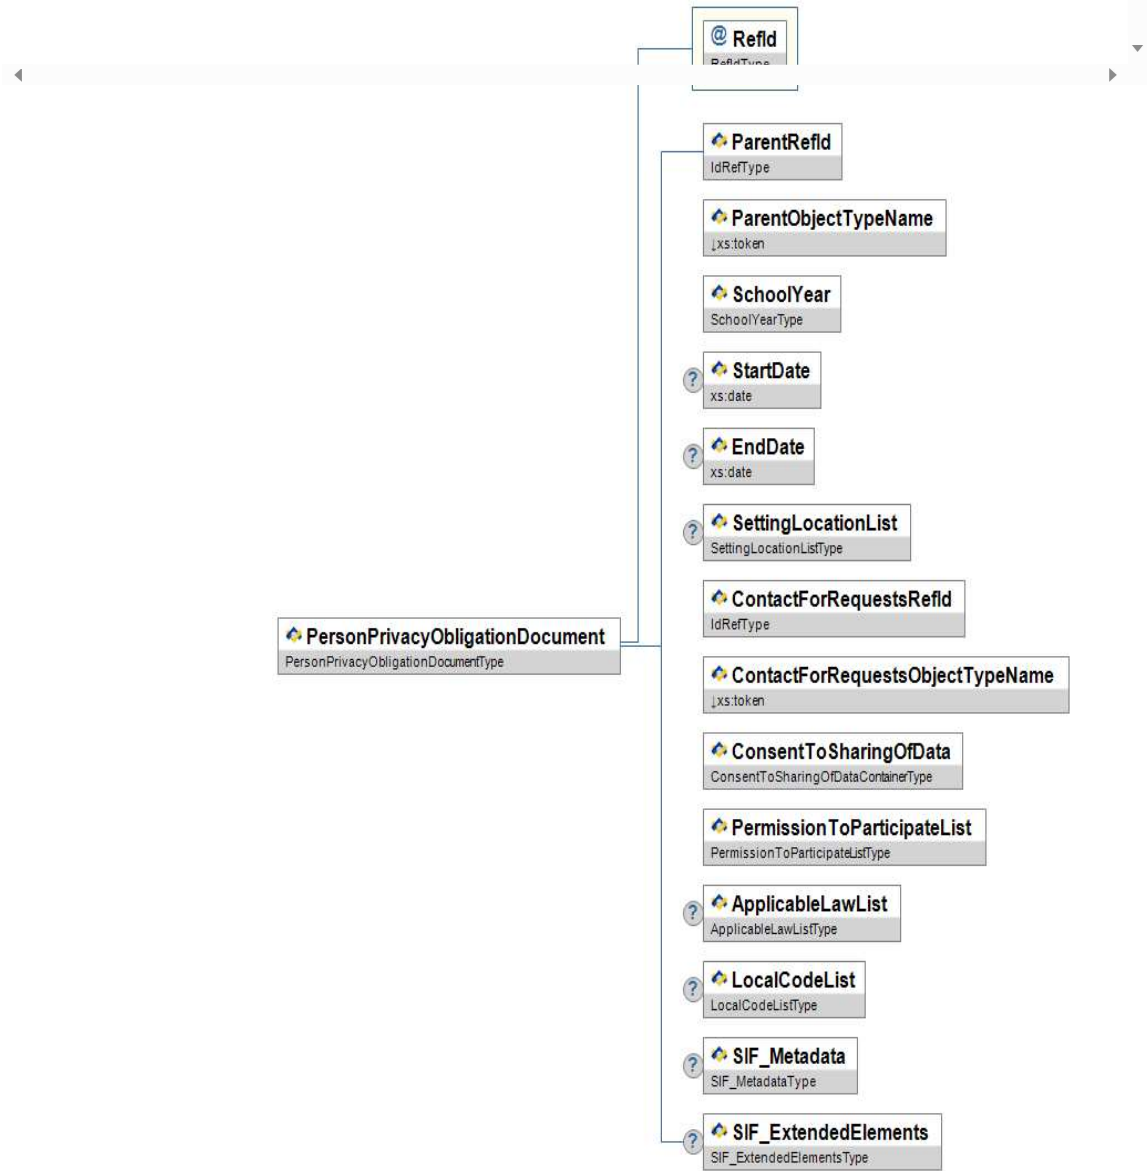 @ RefId
RefIdType
ParentRefId
IdRefType
ParentObjectTypeName
↓xs:token
SchoolYear
SchoolYearType
? StartDate
xs:date
? EndDate
xs:date
? SettingLocationList
SettingLocationListType
ContactForRequestsRefId
IdRefType
PersonPrivacyObligationDocument
PersonPrivacyObligationDocumentType
ContactForRequestsObjectTypeName
↓xs:token
ConsentToSharingOfData
ConsentToSharingOfDataContainerType
PermissionToParticipateList
PermissionToParticipateListType
? ApplicableLawList
ApplicableLawListType
? LocalCodeList
LocalCodeListType
? SIF_Metadata
SIF_MetadataType
? SIF_ExtendedElements
SIF_ExtendedElementsType